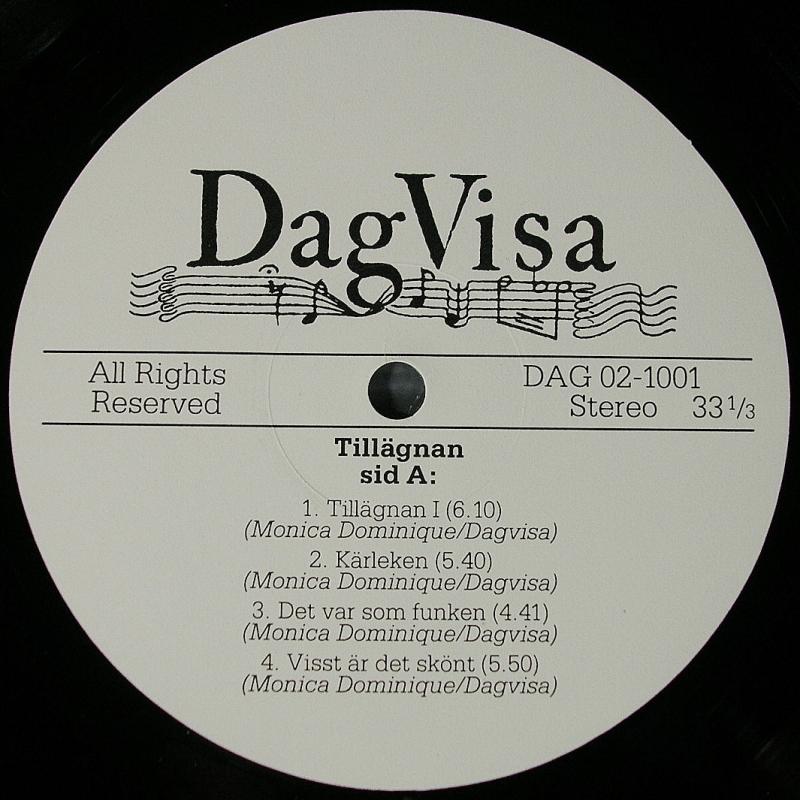 DagVisa
All Rights
Reserved
DAG 02-1001
Stereo 33 1/3
Tillägnan
sid A:
1. Tillägnan I (6.10)
(Monica Dominique/Dagvisa)
2. Kärleken (5.40)
(Monica Dominique/Dagvisa)
3. Det var som funken (4.41)
(Monica Dominique/Dagvisa)
4. Visst är det skönt (5.50)
(Monica Dominique/Dagvisa)